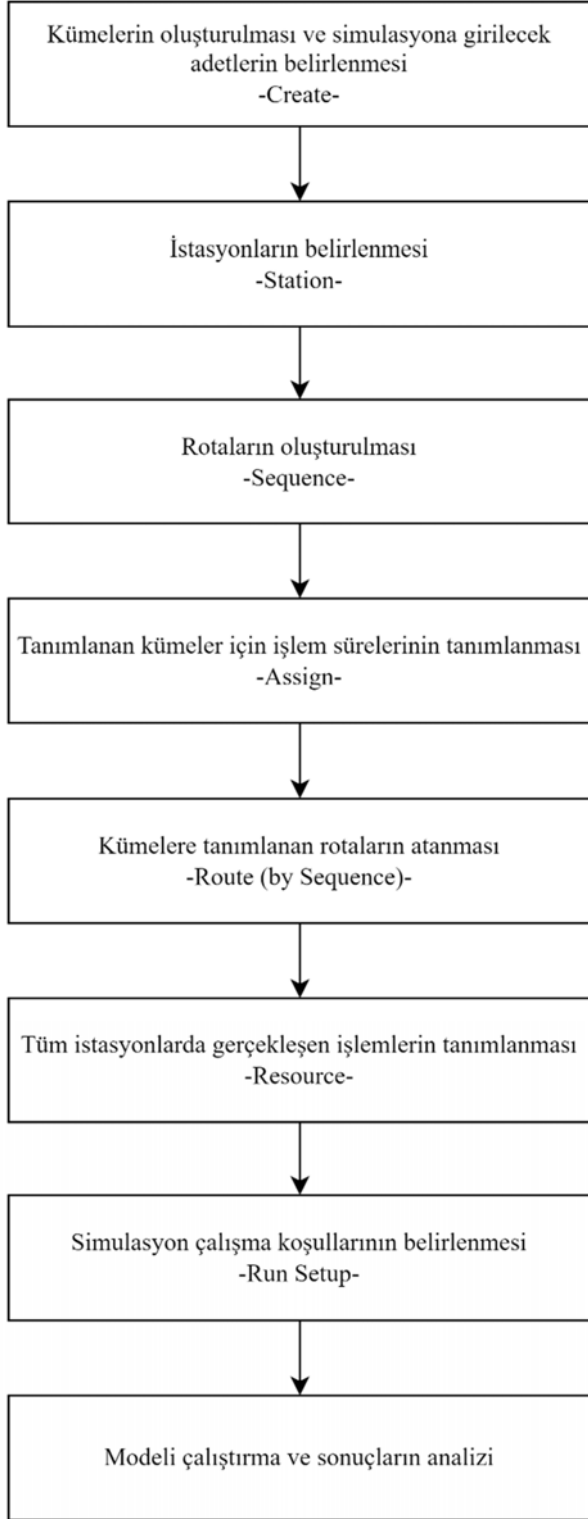 Kümelerin oluşturulması ve simulasyona girilecek
adetlerin belirlenmesi
-Create-
İstasyonların belirlenmesi
-Station-
Rotaların oluşturulması
-Sequence-
Tanımlanan kümeler için işlem sürelerinin tanımlanması
-Assign-
Kümelere tanımlanan rotaların atanması
-Route (by Sequence)-
Tüm istasyonlarda gerçekleşen işlemlerin tanımlanması
-Resource-
Simulasyon çalışma koşullarının belirlenmesi
-Run Setup-
Modeli çalıştırma ve sonuçların analizi